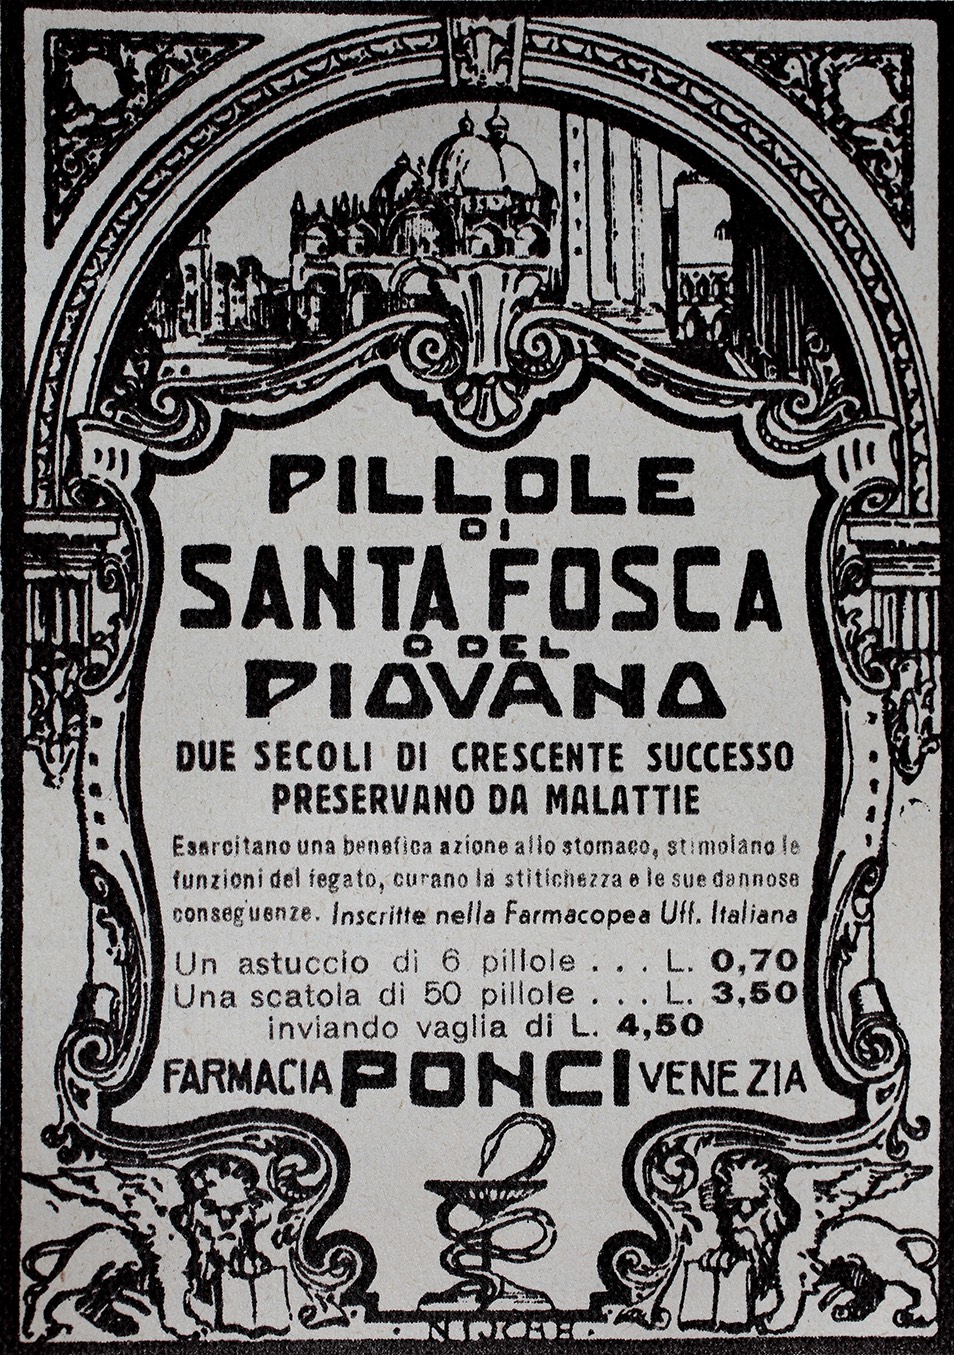 PILLOLE
DI
SANTA FOSCA
O DEL
PIOVANO
DUE SECOLI DI CRESCENTE SUCCESSO
PRESERVANO DA MALATTIE
Esercitano una benefica azione allo stomaco, stimolano le
funzioni del fegato, curano la stitichezza e le sue dannose
conseguenze. Inscritte nella Farmacopea Uff. Italiana
Un astuccio di 6 pillole . . . L. 0,70
Una scatola di 50 pillole . . . L. 3,50
inviando vaglia di L. 4,50
FARMACIA PONCI VENEZIA